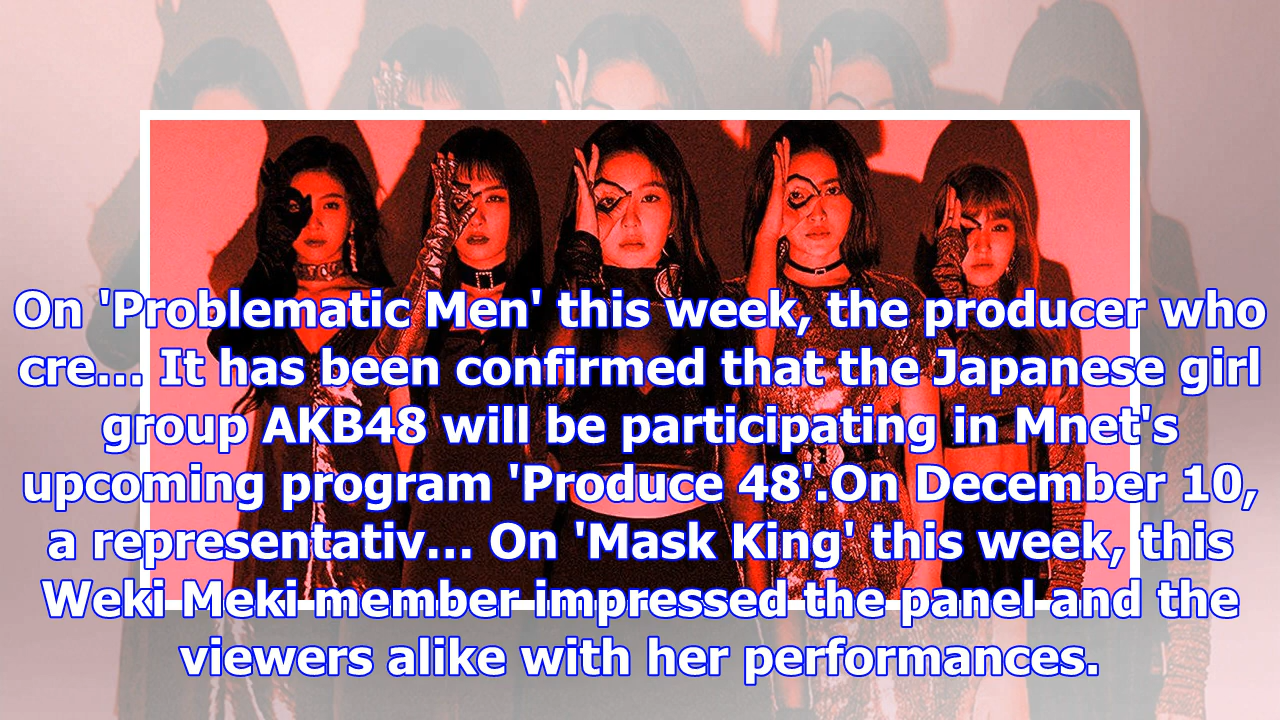 On 'Problematic Men' this week, the producer who
cre... It has been confirmed that the Japanese girl
group AKB48 will be participating in Mnet's
upcoming program 'Produce 48'.On December 10,
a representativ... On 'Mask King' this week, this
Weki Meki member impressed the panel and the
viewers alike with her performances.